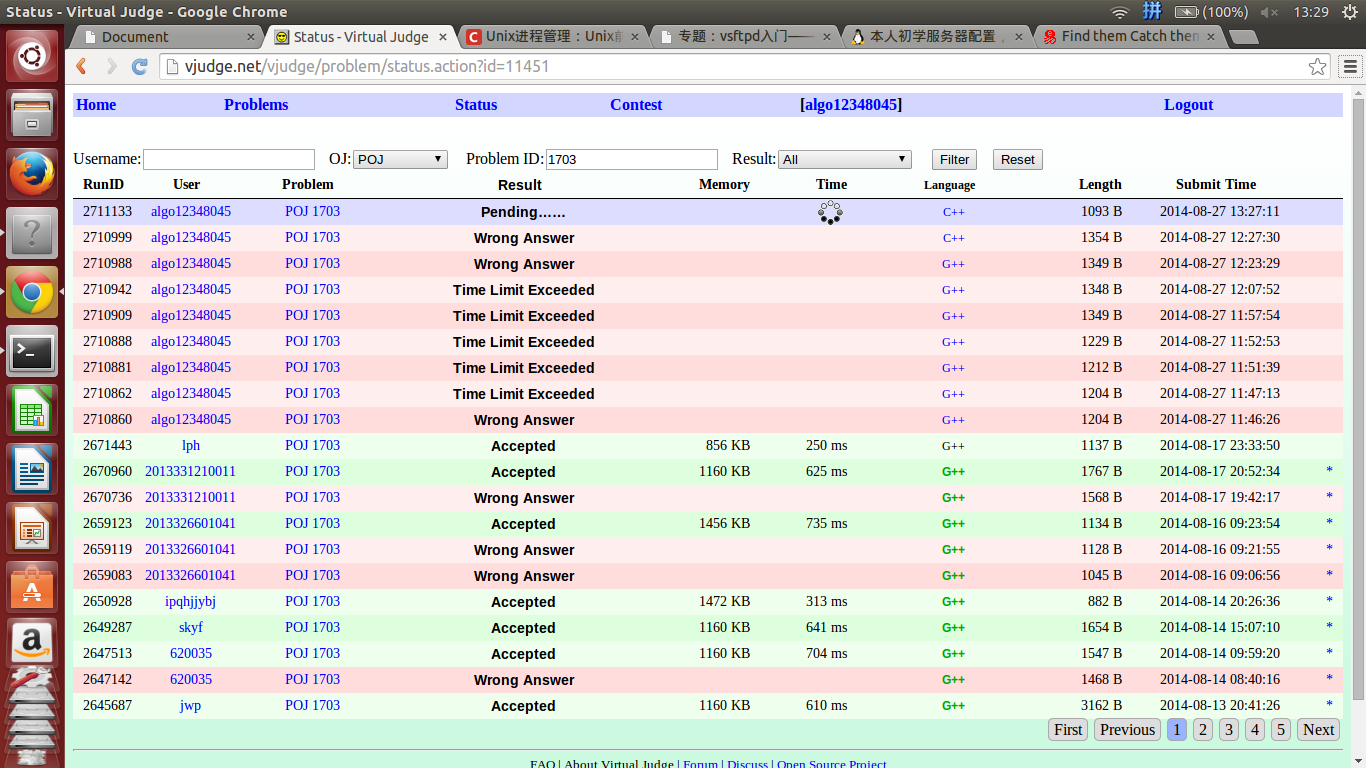 Status - Virtual Judge - Google Chrome 拼 (100%) 13:29
Document × Status - Virtual Judge × Unix进程管理：Unix前 × 专题：vsftpd入门—— × 本人初学服务器配置， × Find them Catch them ×
vjudge.net/vjudge/problem/status.action?id=11451
Home Problems Status Contest [algo12348045] Logout
Username: OJ: POJ Problem ID: 1703 Result: All Filter Reset
RunID User Problem Result Memory Time Language Length Submit Time
2711133 algo12348045 POJ 1703 Pending…… C++ 1093 B 2014-08-27 13:27:11
2710999 algo12348045 POJ 1703 Wrong Answer C++ 1354 B 2014-08-27 12:27:30
2710988 algo12348045 POJ 1703 Wrong Answer G++ 1349 B 2014-08-27 12:23:29
2710942 algo12348045 POJ 1703 Time Limit Exceeded G++ 1348 B 2014-08-27 12:07:52
2710909 algo12348045 POJ 1703 Time Limit Exceeded G++ 1349 B 2014-08-27 11:57:54
2710888 algo12348045 POJ 1703 Time Limit Exceeded G++ 1229 B 2014-08-27 11:52:53
2710881 algo12348045 POJ 1703 Time Limit Exceeded G++ 1212 B 2014-08-27 11:51:39
2710862 algo12348045 POJ 1703 Time Limit Exceeded G++ 1204 B 2014-08-27 11:47:13
2710860 algo12348045 POJ 1703 Wrong Answer G++ 1204 B 2014-08-27 11:46:26
2671443 lph POJ 1703 Accepted 856 KB 250 ms G++ 1137 B 2014-08-17 23:33:50
2670960 2013331210011 POJ 1703 Accepted 1160 KB 625 ms G++ 1767 B 2014-08-17 20:52:34 *
2670736 2013331210011 POJ 1703 Wrong Answer G++ 1568 B 2014-08-17 19:42:17 *
2659123 2013326601041 POJ 1703 Accepted 1456 KB 735 ms G++ 1134 B 2014-08-16 09:23:54 *
2659119 2013326601041 POJ 1703 Wrong Answer G++ 1128 B 2014-08-16 09:21:55 *
2659083 2013326601041 POJ 1703 Wrong Answer G++ 1045 B 2014-08-16 09:06:56 *
2650928 ipqhjjybj POJ 1703 Accepted 1472 KB 313 ms G++ 882 B 2014-08-14 20:26:36 *
2649287 skyf POJ 1703 Accepted 1160 KB 641 ms G++ 1654 B 2014-08-14 15:07:10 *
2647513 620035 POJ 1703 Accepted 1160 KB 704 ms G++ 1547 B 2014-08-14 09:59:20 *
2647142 620035 POJ 1703 Wrong Answer G++ 1468 B 2014-08-14 08:40:16 *
2645687 jwp POJ 1703 Accepted 1160 KB 610 ms G++ 3162 B 2014-08-13 20:41:26 *
First Previous 1 2 3 4 5 Next
FAQ | About Virtual Judge | Forum | Discuss | Open Source Project